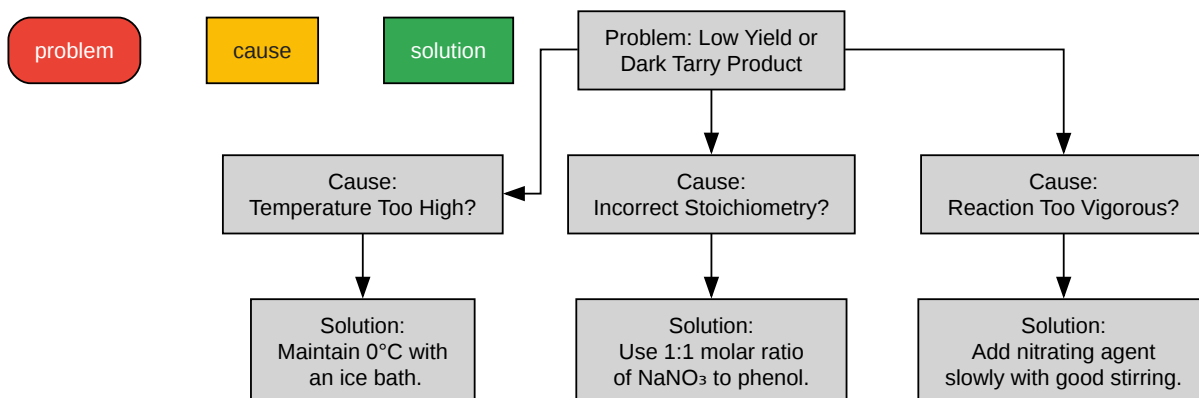 problem
cause
solution
Problem: Low Yield or
Dark Tarry Product
Cause:
Temperature Too High?
Cause:
Incorrect Stoichiometry?
Cause:
Reaction Too Vigorous?
Solution:
Maintain 0°C with
an ice bath.
Solution:
Use 1:1 molar ratio
of NaNO₃ to phenol.
Solution:
Add nitrating agent
slowly with good stirring.